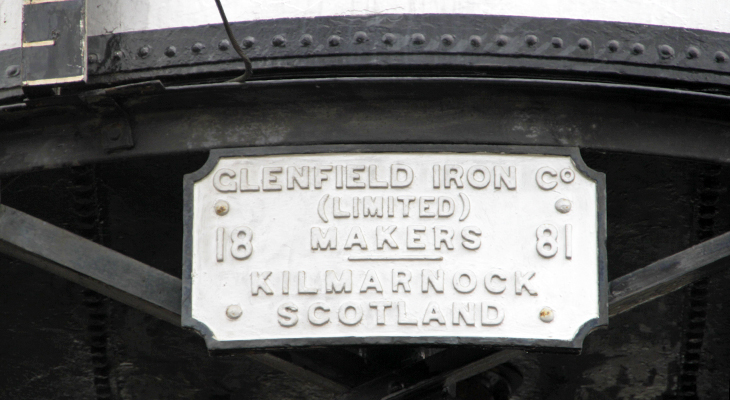 GLENFIELD IRON Cº
(LIMITED)
18 MAKERS 81
KILMARNOCK
SCOTLAND